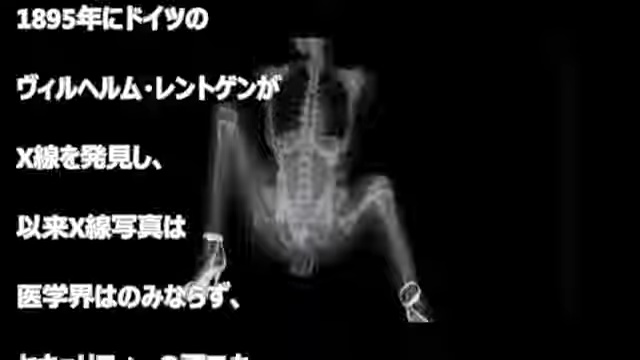 1895年にドイツの
ヴィルヘルム・レントゲンが
X線を発見し、
以来X線写真は
医学界はのみならず、